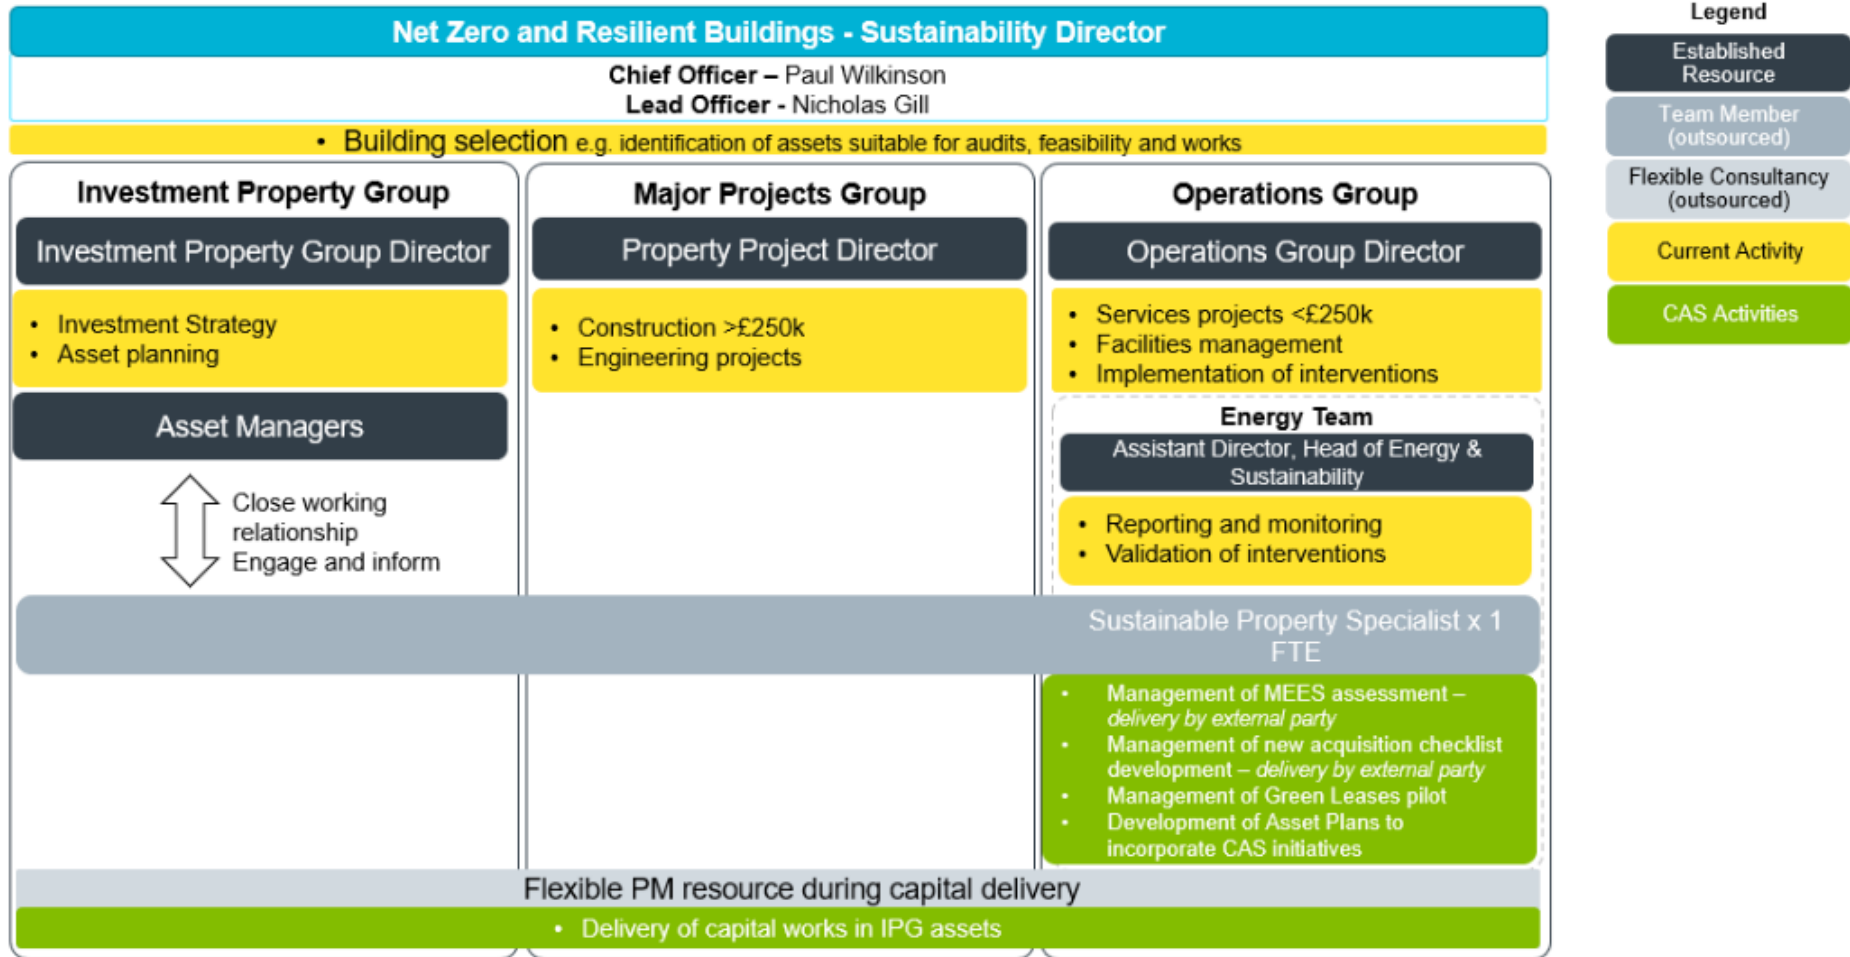 Net Zero and Resilient Buildings - Sustainability Director
Chief Officer – Paul Wilkinson
Lead Officer - Nicholas Gill
• Building selection e.g. identification of assets suitable for audits, feasibility and works
Investment Property Group
Investment Property Group Director
• Investment Strategy
• Asset planning
Asset Managers
Close working
relationship
Engage and inform
Major Projects Group
Property Project Director
• Construction >£250k
• Engineering projects
Operations Group
Operations Group Director
• Services projects <£250k
• Facilities management
• Implementation of interventions
Energy Team
Assistant Director, Head of Energy &
Sustainability
• Reporting and monitoring
• Validation of interventions
Sustainable Property Specialist x 1
FTE
• Management of MEES assessment –
delivery by external party
• Management of new acquisition checklist
development – delivery by external party
• Management of Green Leases pilot
• Development of Asset Plans to
incorporate CAS initiatives
Flexible PM resource during capital delivery
• Delivery of capital works in IPG assets
Legend
Established
Resource
Team Member
(outsourced)
Flexible Consultancy
(outsourced)
Current Activity
CAS Activities